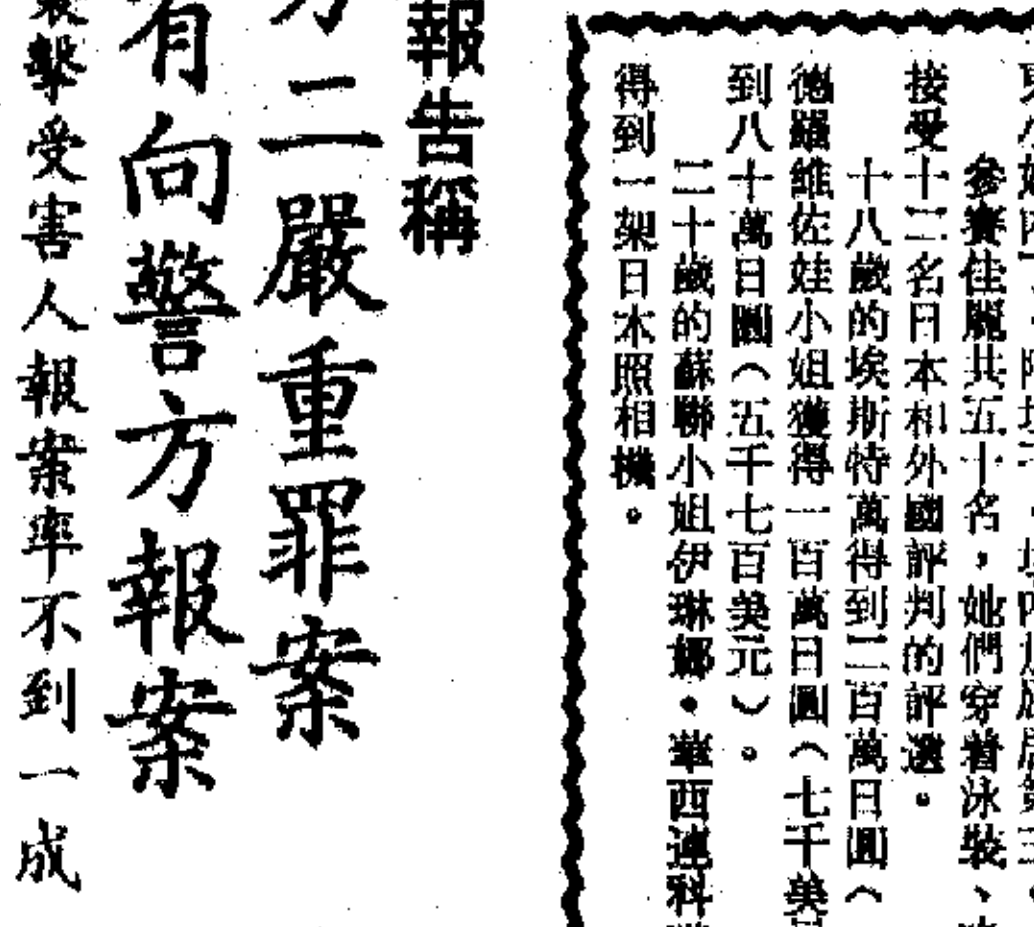 參賽佳麗共五十名，她們穿着泳裝、
接受十二名日本和外國評判的評選。
十八歲的埃斯特萬得到二百萬日圓（
德羅維佐娃小姐獲得一百萬日圓（七千美
到八十萬日圓（五千七百美元）。
二十歲的蘇聯小姐伊琳娜•華西連科
得到一架日本照相機。
報告稱
二嚴重罪案
有向警方報案
擊受害人報案率不到一成